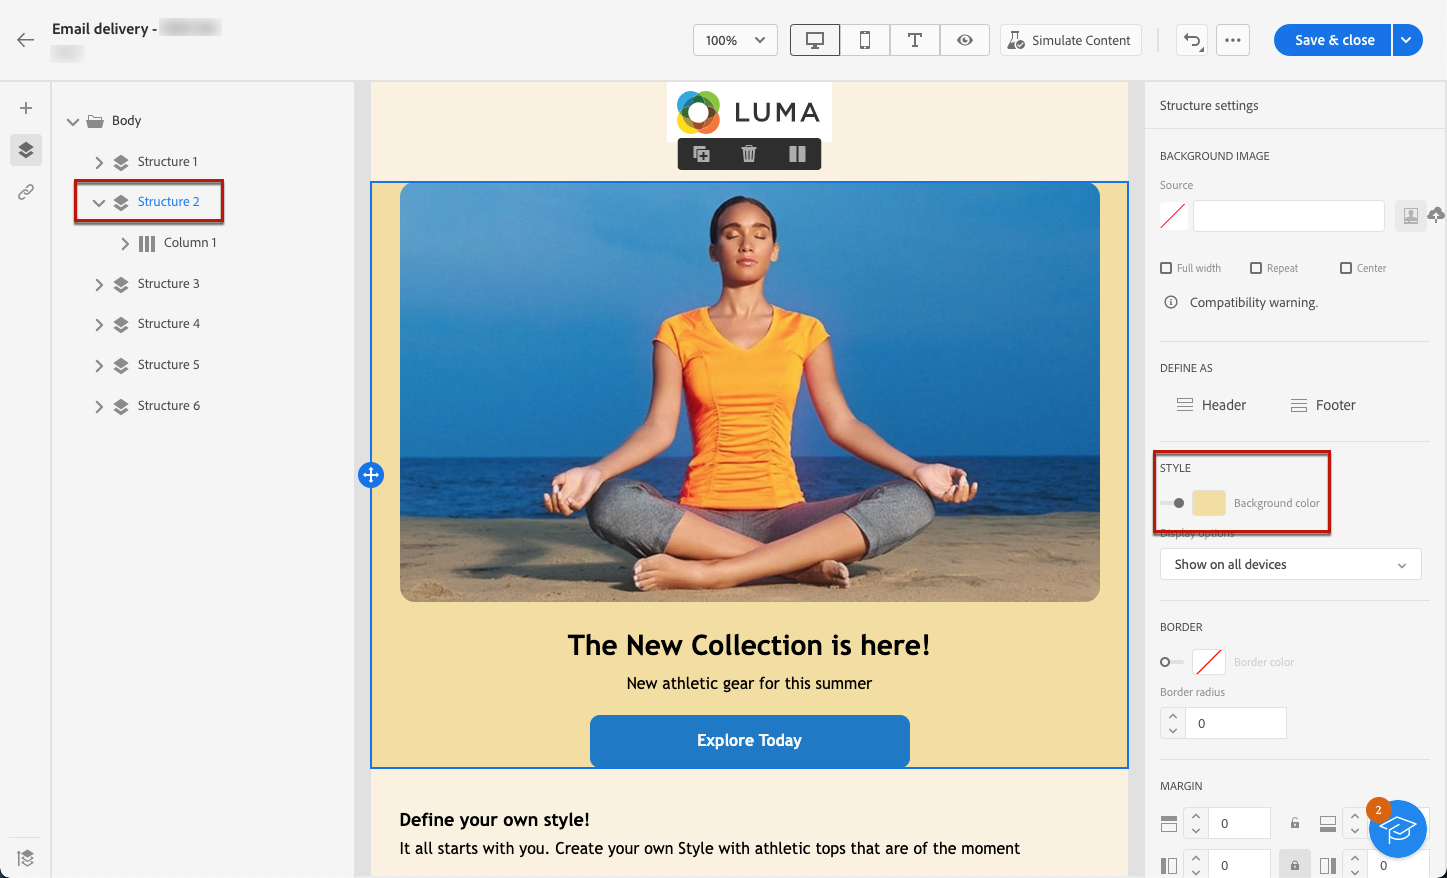 Email delivery -
100%
Simulate Content
Save & close
Body
Structure 1
Structure 2
Column 1
Structure 3
Structure 4
Structure 5
Structure 6
LUMA
The New Collection is here!
New athletic gear for this summer
Explore Today
Define your own style!
It all starts with you. Create your own Style with athletic tops that are of the moment
Structure settings
BACKGROUND IMAGE
Source
Full width Repeat Center
Compatibility warning.
DEFINE AS
Header Footer
STYLE
Background color
Display options
Show on all devices
BORDER
Border color
Border radius
0
MARGIN
2
0
0 0